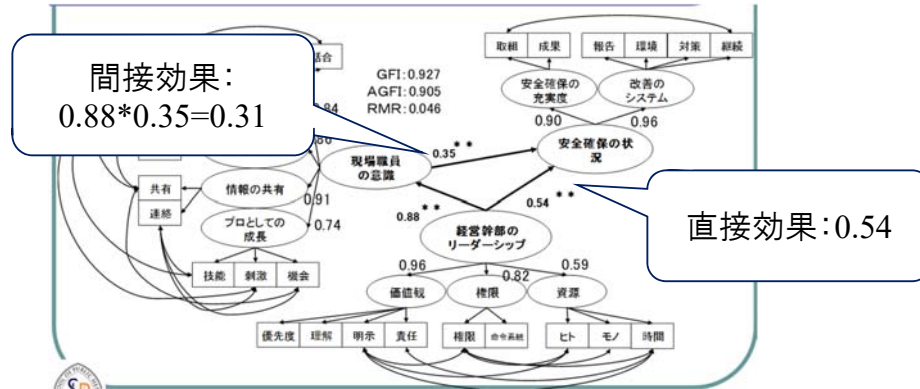 間接効果:
0.88*0.35=0.31
GFI:0.927
AGFI:0.905
RMR:0.046
取組 成果 報告 環境 対策 継続
安全確保の
充実度
改善の
システム
0.90 0.96
安全確保の状
況
0.35**
現場職員
の意識
0.54**
0.88**
直接効果:0.54
共有
連絡
情報の共有
0.91
プロとしての
成長
0.74
技能 刺激 機会
経営幹部の
リーダーシップ
0.96 0.82 0.59
価値観 権限 資源
優先度 理解 明示 責任 権限 命令系統 ヒト モノ 時間